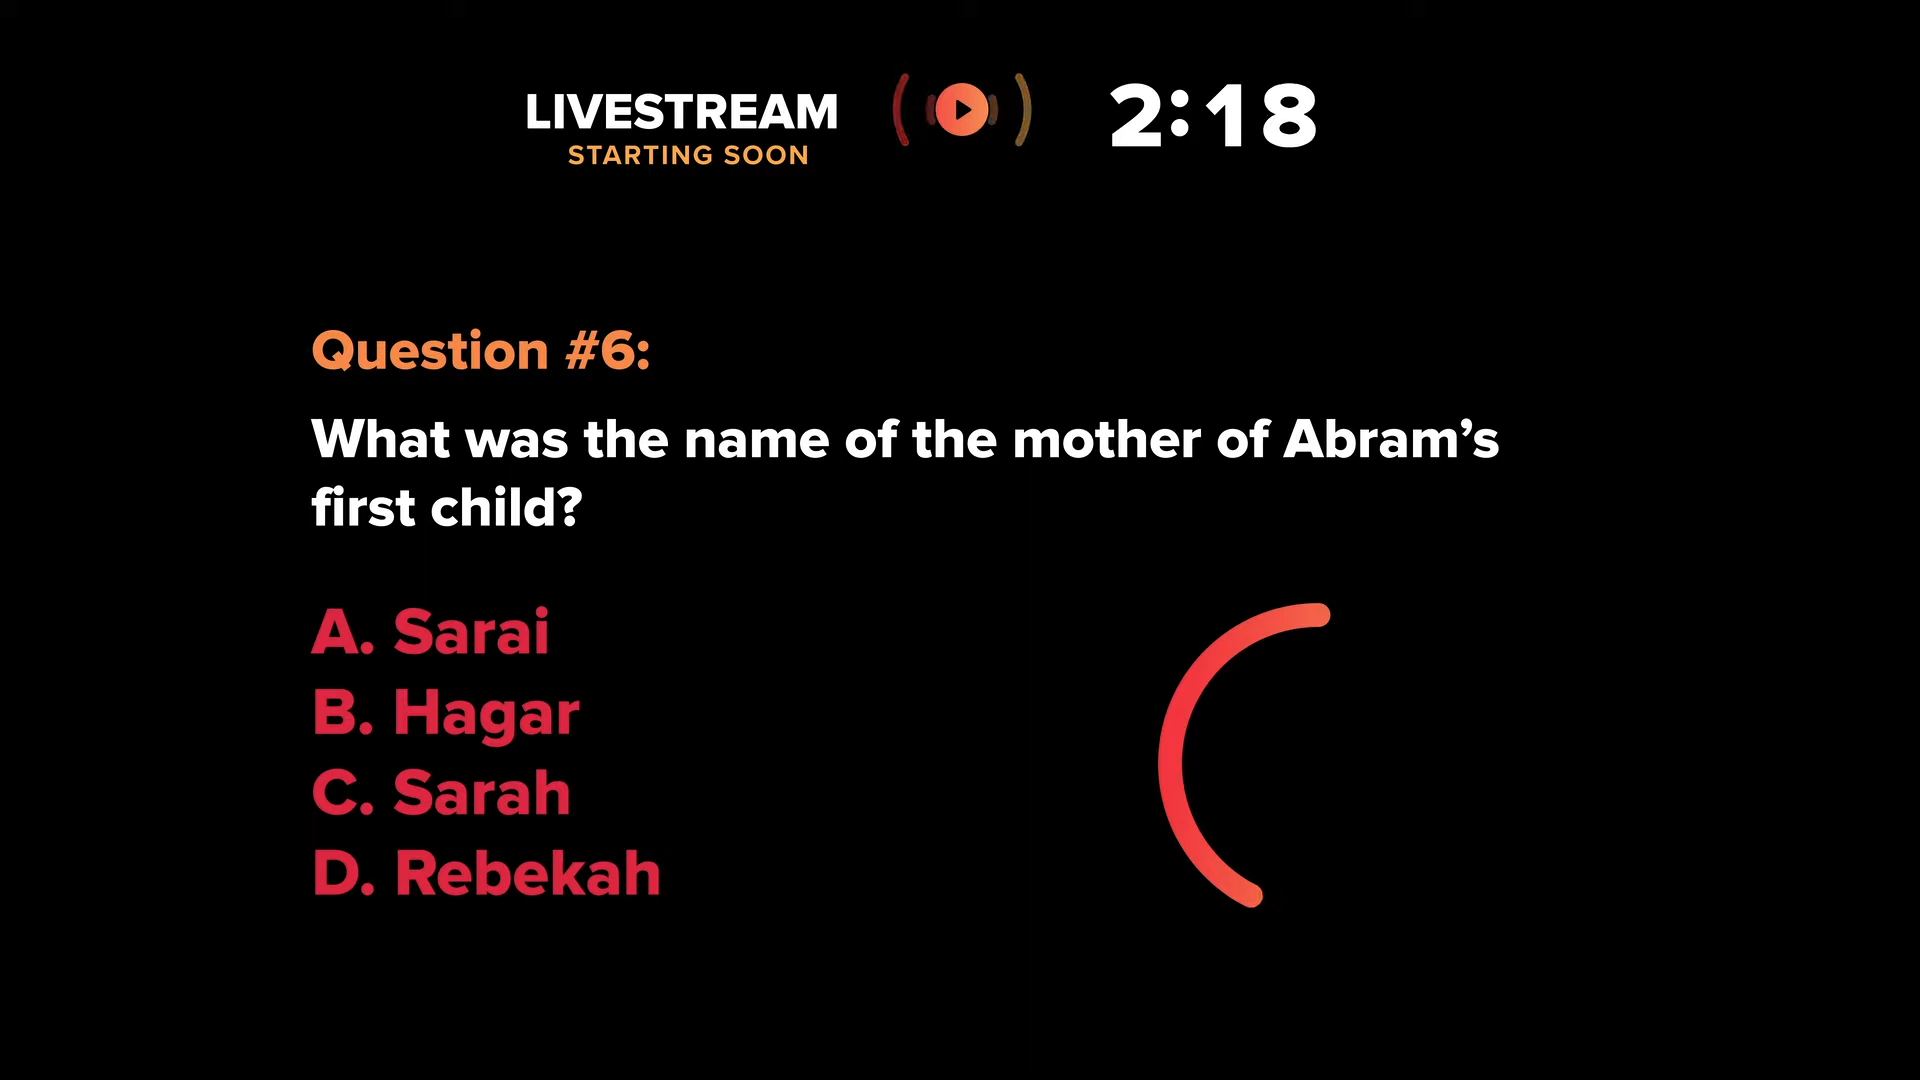 LIVESTREAM
STARTING SOON
2:18
Question #6:
What was the name of the mother of Abram’s
first child?
A. Sarai
B. Hagar
C. Sarah
D. Rebekah